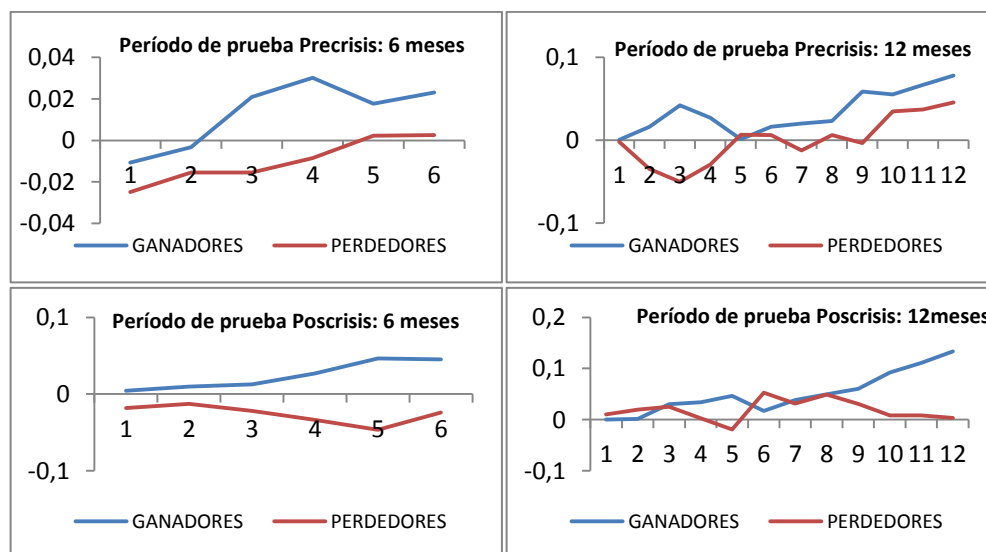 Período de prueba Precrisis: 6 meses
0,04
0,02
0
-0,02
-0,04
1 2 3 4 5 6
GANADORES PERDEDORES
Período de prueba Precrisis: 12 meses
0,1
0
-0,1
1 2 3 4 5 6 7 8 9 10 11 12
GANADORES PERDEDORES
Período de prueba Poscrisis: 6 meses
0,1
0
-0,1
1 2 3 4 5 6
GANADORES PERDEDORES
Período de prueba Poscrisis: 12meses
0,2
0,1
0
-0,1
1 2 3 4 5 6 7 8 9 10 11 12
GANADORES PERDEDORES